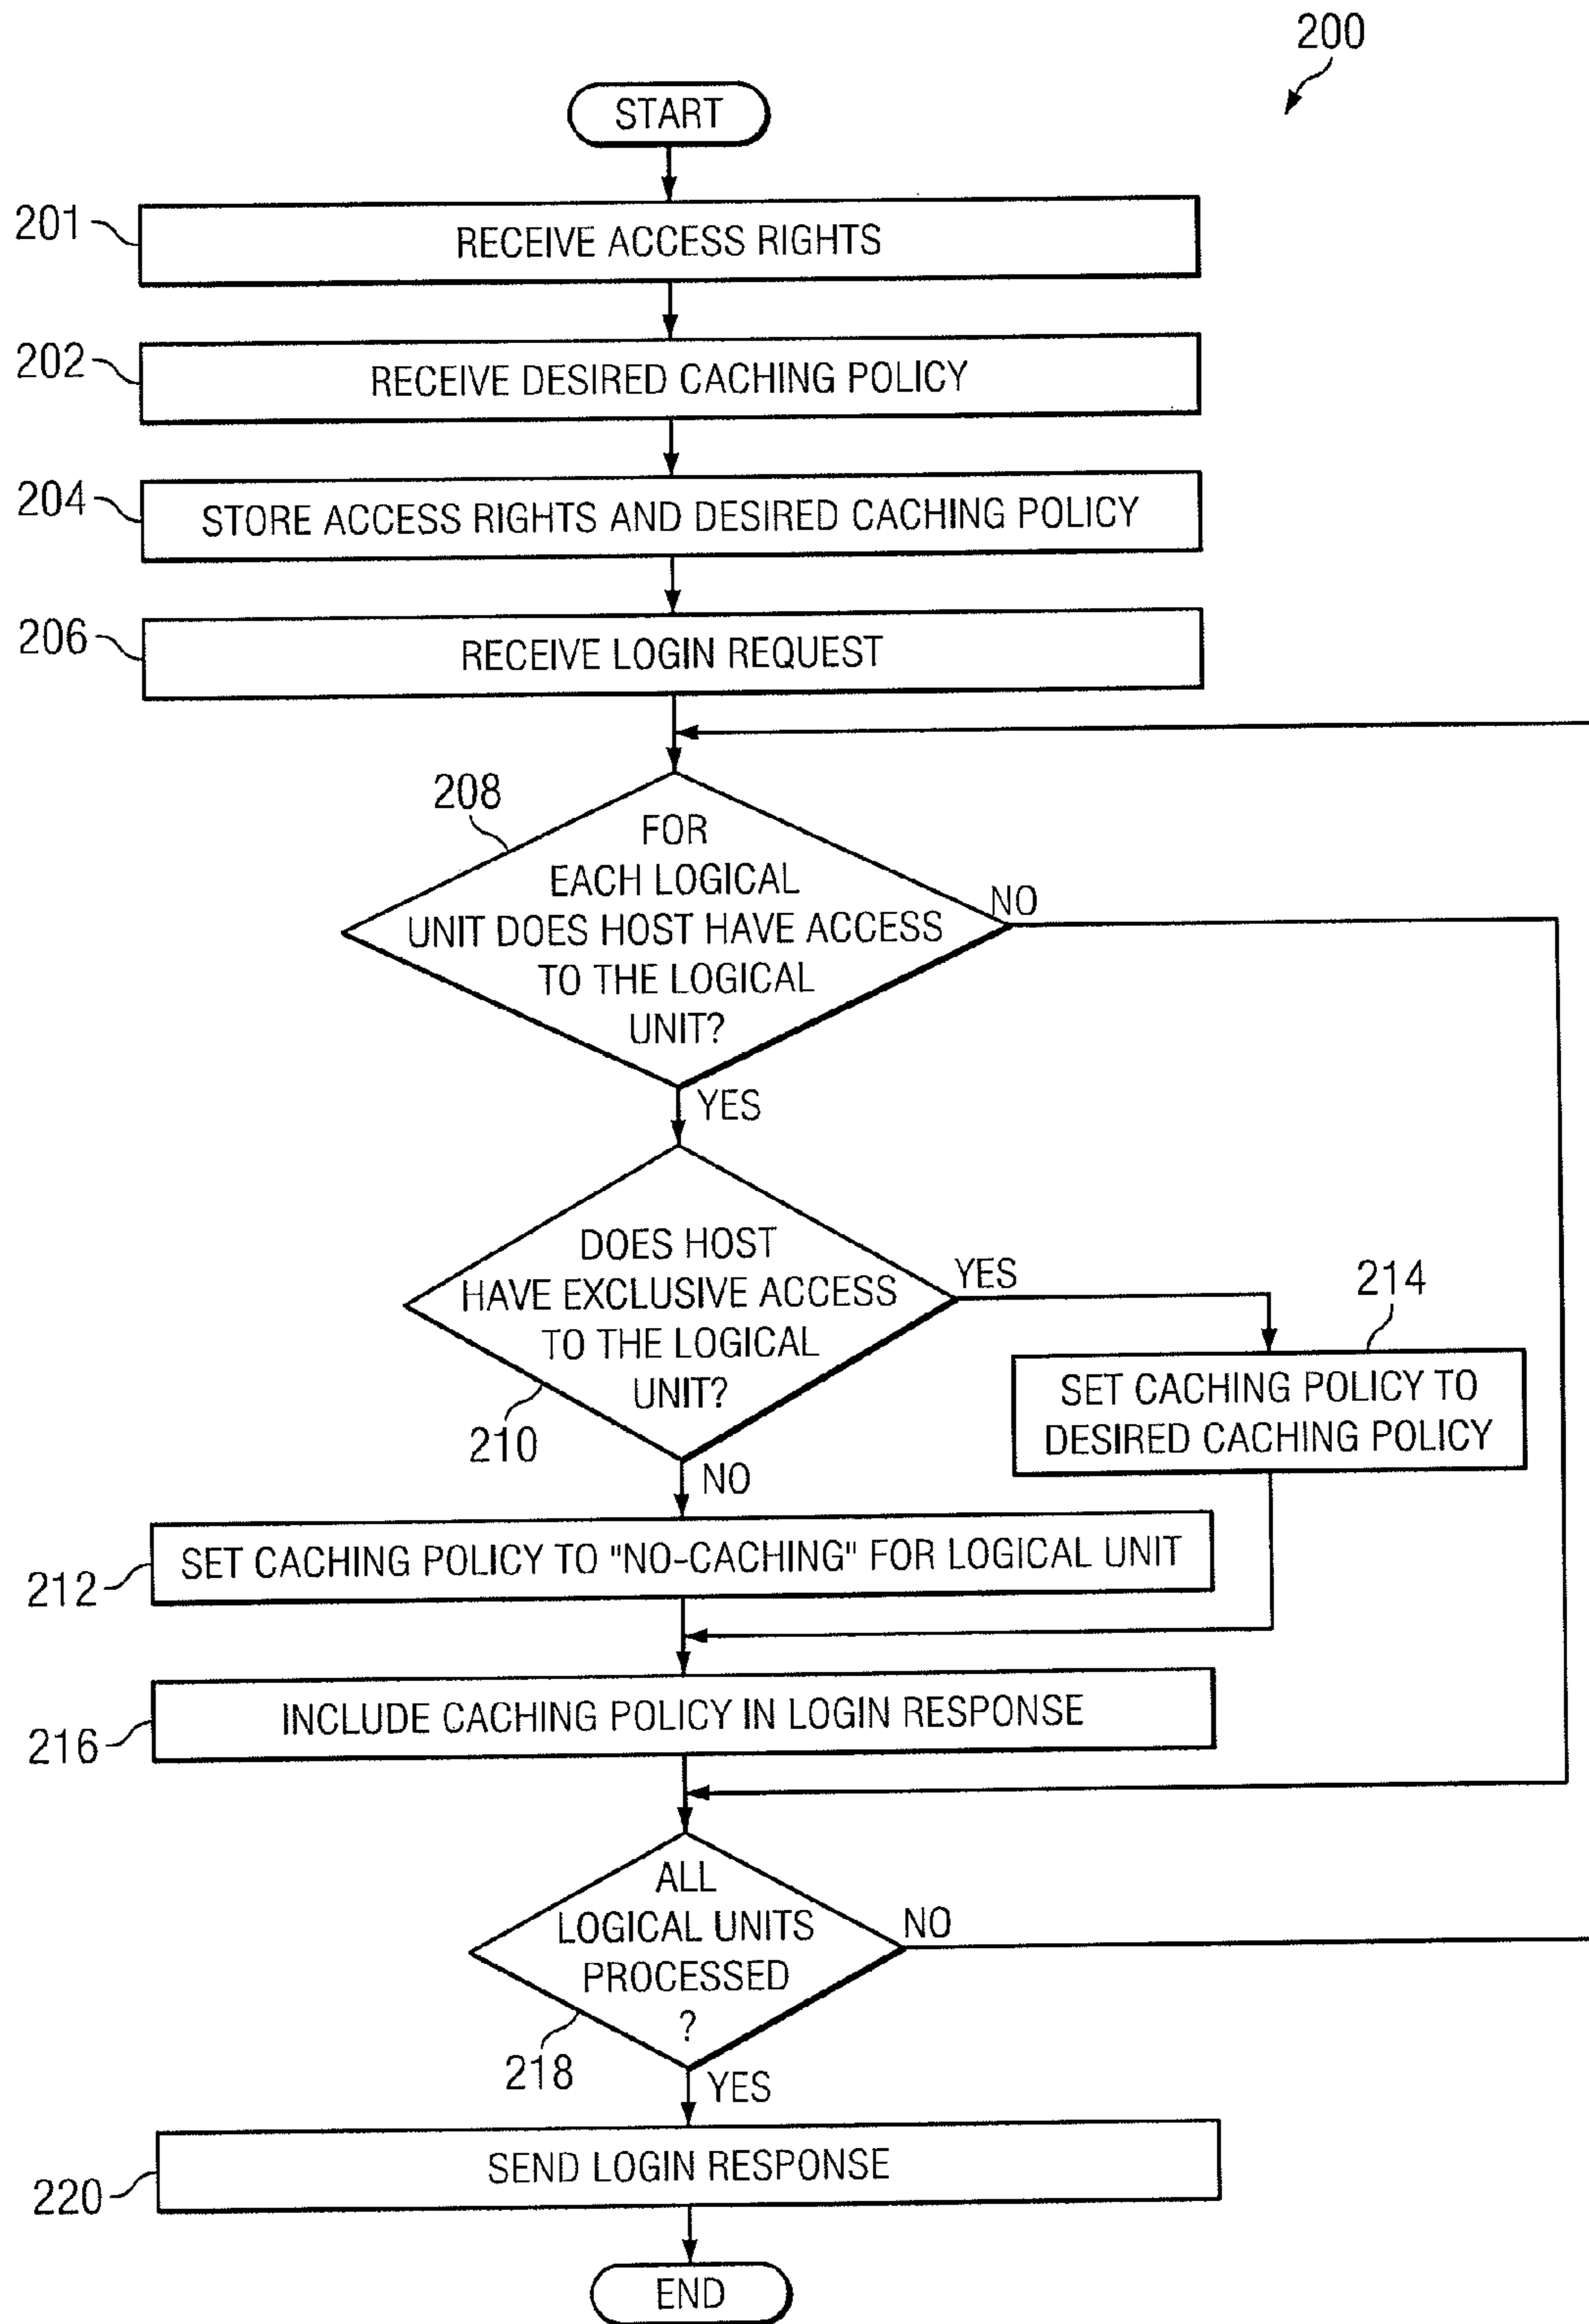 200
START
201
RECEIVE ACCESS RIGHTS
202
RECEIVE DESIRED CACHING POLICY
204
STORE ACCESS RIGHTS AND DESIRED CACHING POLICY
206
RECEIVE LOGIN REQUEST
208
FOR
EACH LOGICAL
UNIT DOES HOST HAVE ACCESS
TO THE LOGICAL
UNIT?
NO
YES
DOES HOST
HAVE EXCLUSIVE ACCESS
TO THE LOGICAL
UNIT?
YES
210
NO
214
SET CACHING POLICY TO
DESIRED CACHING POLICY
SET CACHING POLICY TO "NO-CACHING" FOR LOGICAL UNIT
212
INCLUDE CACHING POLICY IN LOGIN RESPONSE
216
ALL
LOGICAL UNITS
PROCESSED
?
NO
218
YES
SEND LOGIN RESPONSE
220
END